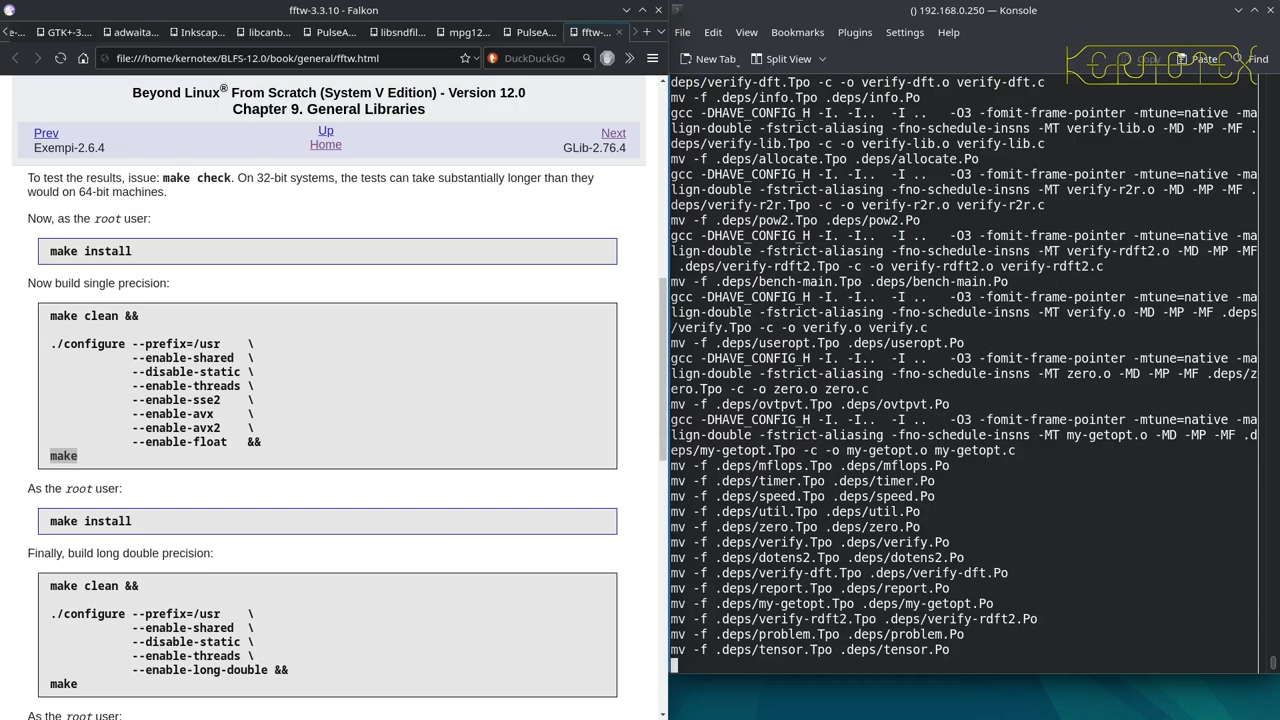 fftw-3.3.10 - Falkon
GTK+-3.... adwaita... Inkscap... libcanb... PulseA... libsndfil... mpg12... PulseA... fftw-...
file:///home/kernotex/BLFS-12.0/book/general/fftw.html
DuckDuckGo
Beyond Linux® From Scratch (System V Edition) - Version 12.0
Chapter 9. General Libraries
Prev Up Next
Exempi-2.6.4 Home GLib-2.76.4
To test the results, issue: make check. On 32-bit systems, the tests can take substantially longer than they
would on 64-bit machines.
Now, as the root user:
make install
Now build single precision:
make clean &&
./configure --prefix=/usr \
--enable-shared \
--disable-static \
--enable-threads \
--enable-sse2 \
--enable-avx \
--enable-avx2 \
--enable-float &&
make
As the root user:
make install
Finally, build long double precision:
make clean &&
./configure --prefix=/usr \
--enable-shared \
--disable-static \
--enable-threads \
--enable-long-double &&
make
As the root user:
() 192.168.0.250 — Konsole
File Edit View Bookmarks Plugins Settings Help
New Tab Split View Copy Paste Find
KERNOTEX
deps/verify-dft.Tpo -c -o verify-dft.o verify-dft.c
mv -f .deps/info.Tpo .deps/info.Po
gcc -DHAVE_CONFIG_H -I. -I.. -I .. -O3 -fomit-frame-pointer -mtune=native -ma
lign-double -fstrict-aliasing -fno-schedule-insns -MT verify-lib.o -MD -MP -MF .
deps/verify-lib.Tpo -c -o verify-lib.o verify-lib.c
mv -f .deps/allocate.Tpo .deps/allocate.Po
gcc -DHAVE_CONFIG_H -I. -I.. -I .. -O3 -fomit-frame-pointer -mtune=native -ma
lign-double -fstrict-aliasing -fno-schedule-insns -MT verify-r2r.o -MD -MP -MF .
deps/verify-r2r.Tpo -c -o verify-r2r.o verify-r2r.c
mv -f .deps/pow2.Tpo .deps/pow2.Po
gcc -DHAVE_CONFIG_H -I. -I.. -I .. -O3 -fomit-frame-pointer -mtune=native -ma
lign-double -fstrict-aliasing -fno-schedule-insns -MT verify-rdft2.o -MD -MP -MF
.deps/verify-rdft2.Tpo -c -o verify-rdft2.o verify-rdft2.c
mv -f .deps/bench-main.Tpo .deps/bench-main.Po
gcc -DHAVE_CONFIG_H -I. -I.. -I .. -O3 -fomit-frame-pointer -mtune=native -ma
lign-double -fstrict-aliasing -fno-schedule-insns -MT verify.o -MD -MP -MF .deps
/verify.Tpo -c -o verify.o verify.c
mv -f .deps/useropt.Tpo .deps/useropt.Po
gcc -DHAVE_CONFIG_H -I. -I.. -I .. -O3 -fomit-frame-pointer -mtune=native -ma
lign-double -fstrict-aliasing -fno-schedule-insns -MT zero.o -MD -MP -MF .deps/z
ero.Tpo -c -o zero.o zero.c
mv -f .deps/ovtpvt.Tpo .deps/ovtpvt.Po
gcc -DHAVE_CONFIG_H -I. -I.. -I .. -O3 -fomit-frame-pointer -mtune=native -ma
lign-double -fstrict-aliasing -fno-schedule-insns -MT my-getopt.o -MD -MP -MF .d
eps/my-getopt.Tpo -c -o my-getopt.o my-getopt.c
mv -f .deps/mflops.Tpo .deps/mflops.Po
mv -f .deps/timer.Tpo .deps/timer.Po
mv -f .deps/speed.Tpo .deps/speed.Po
mv -f .deps/util.Tpo .deps/util.Po
mv -f .deps/zero.Tpo .deps/zero.Po
mv -f .deps/verify.Tpo .deps/verify.Po
mv -f .deps/dotens2.Tpo .deps/dotens2.Po
mv -f .deps/verify-dft.Tpo .deps/verify-dft.Po
mv -f .deps/report.Tpo .deps/report.Po
mv -f .deps/my-getopt.Tpo .deps/my-getopt.Po
mv -f .deps/verify-rdft2.Tpo .deps/verify-rdft2.Po
mv -f .deps/problem.Tpo .deps/problem.Po
mv -f .deps/tensor.Tpo .deps/tensor.Po